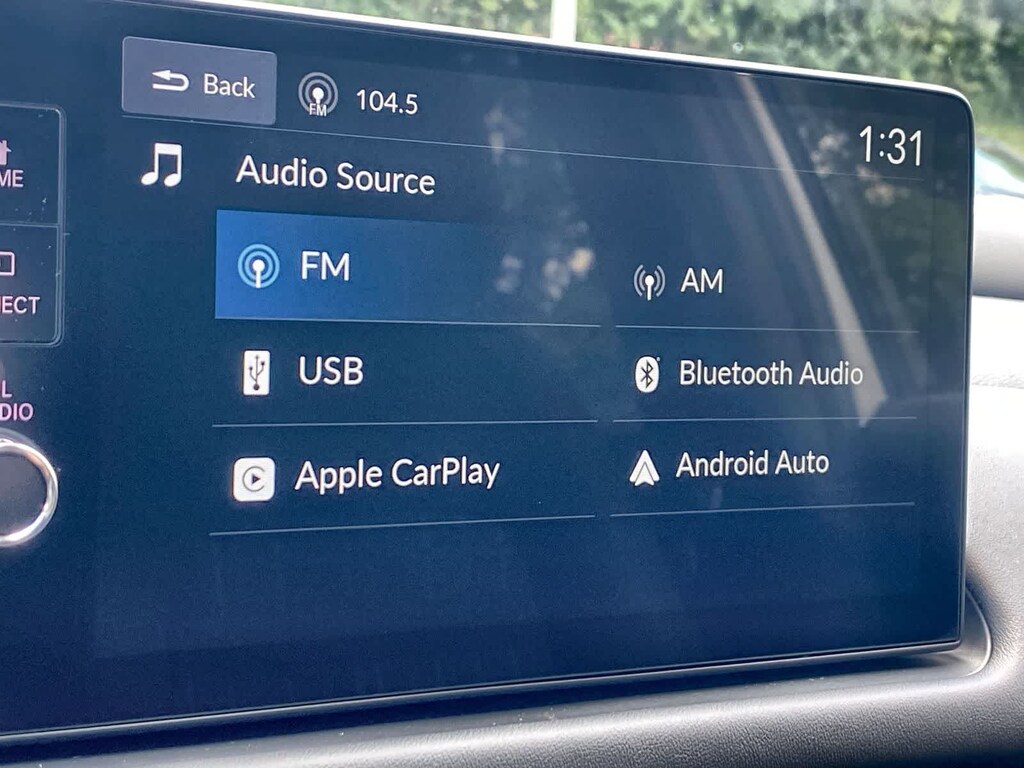 Back
FM
104.5
1:31
Audio Source
FM
AM
USB
Bluetooth Audio
Apple CarPlay
Android Auto